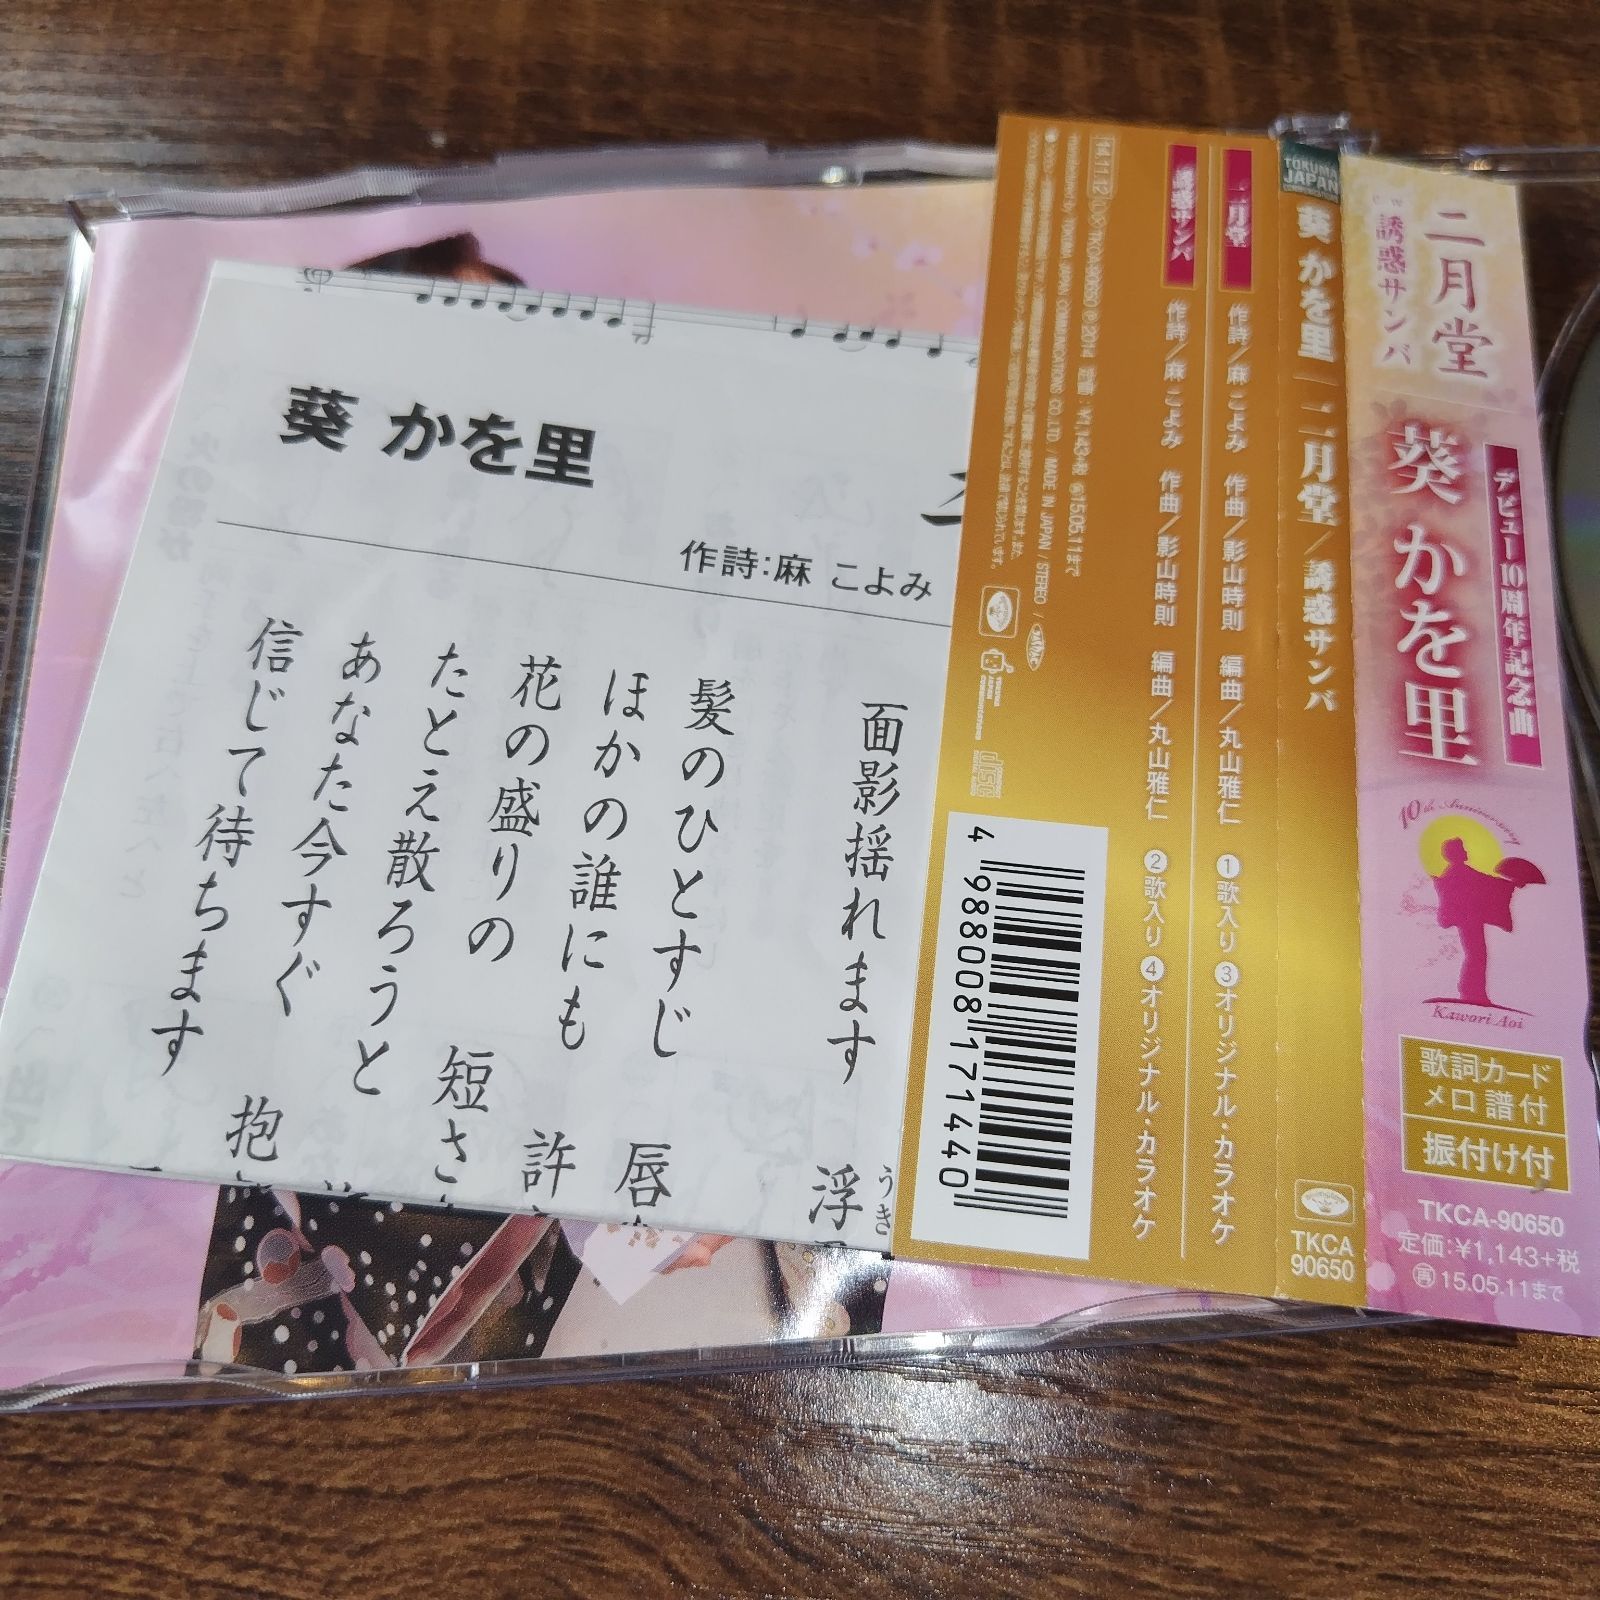 葵 かを里
作詩:麻 こよみ
面影揺れます
浮
うき
髪のひとすじ
唇
ほかの誰にも
許
花の盛りの
短さ
たとえ散ろうと
あなた今すぐ
抱
信じて待ちます
二月堂
C/W 誘惑サンバ
デビュー10周年記念曲
葵 かを里
10th Anniversary
Kawori Aoi
歌詞カード
メロ譜付
振付け付
TKCA-90650
定価:¥1,143+税
再 15.05.11まで
TOKUMA
JAPAN
葵 かを里 二月堂/誘惑サンバ
TKCA
90650
二月堂 作詩/麻 こよみ 作曲/影山時則 編曲/丸山雅仁 ①歌入り ③オリジナル・カラオケ
誘惑サンバ 作詩/麻 こよみ 作曲/影山時則 編曲/丸山雅仁 ②歌入り ④オリジナル・カラオケ
4 988008 171440